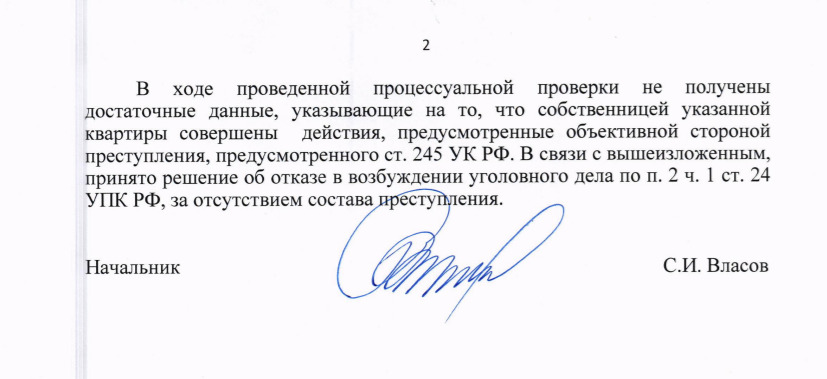 2
В ходе проведенной процессуальной проверки не получены
достаточные данные, указывающие на то, что собственницей указанной
квартиры совершены действия, предусмотренные объективной стороной
преступления, предусмотренного ст. 245 УК РФ. В связи с вышеизложенным,
принято решение об отказе в возбуждении уголовного дела по п. 2 ч. 1 ст. 24
УПК РФ, за отсутствием состава преступления.
Начальник С.И. Власов